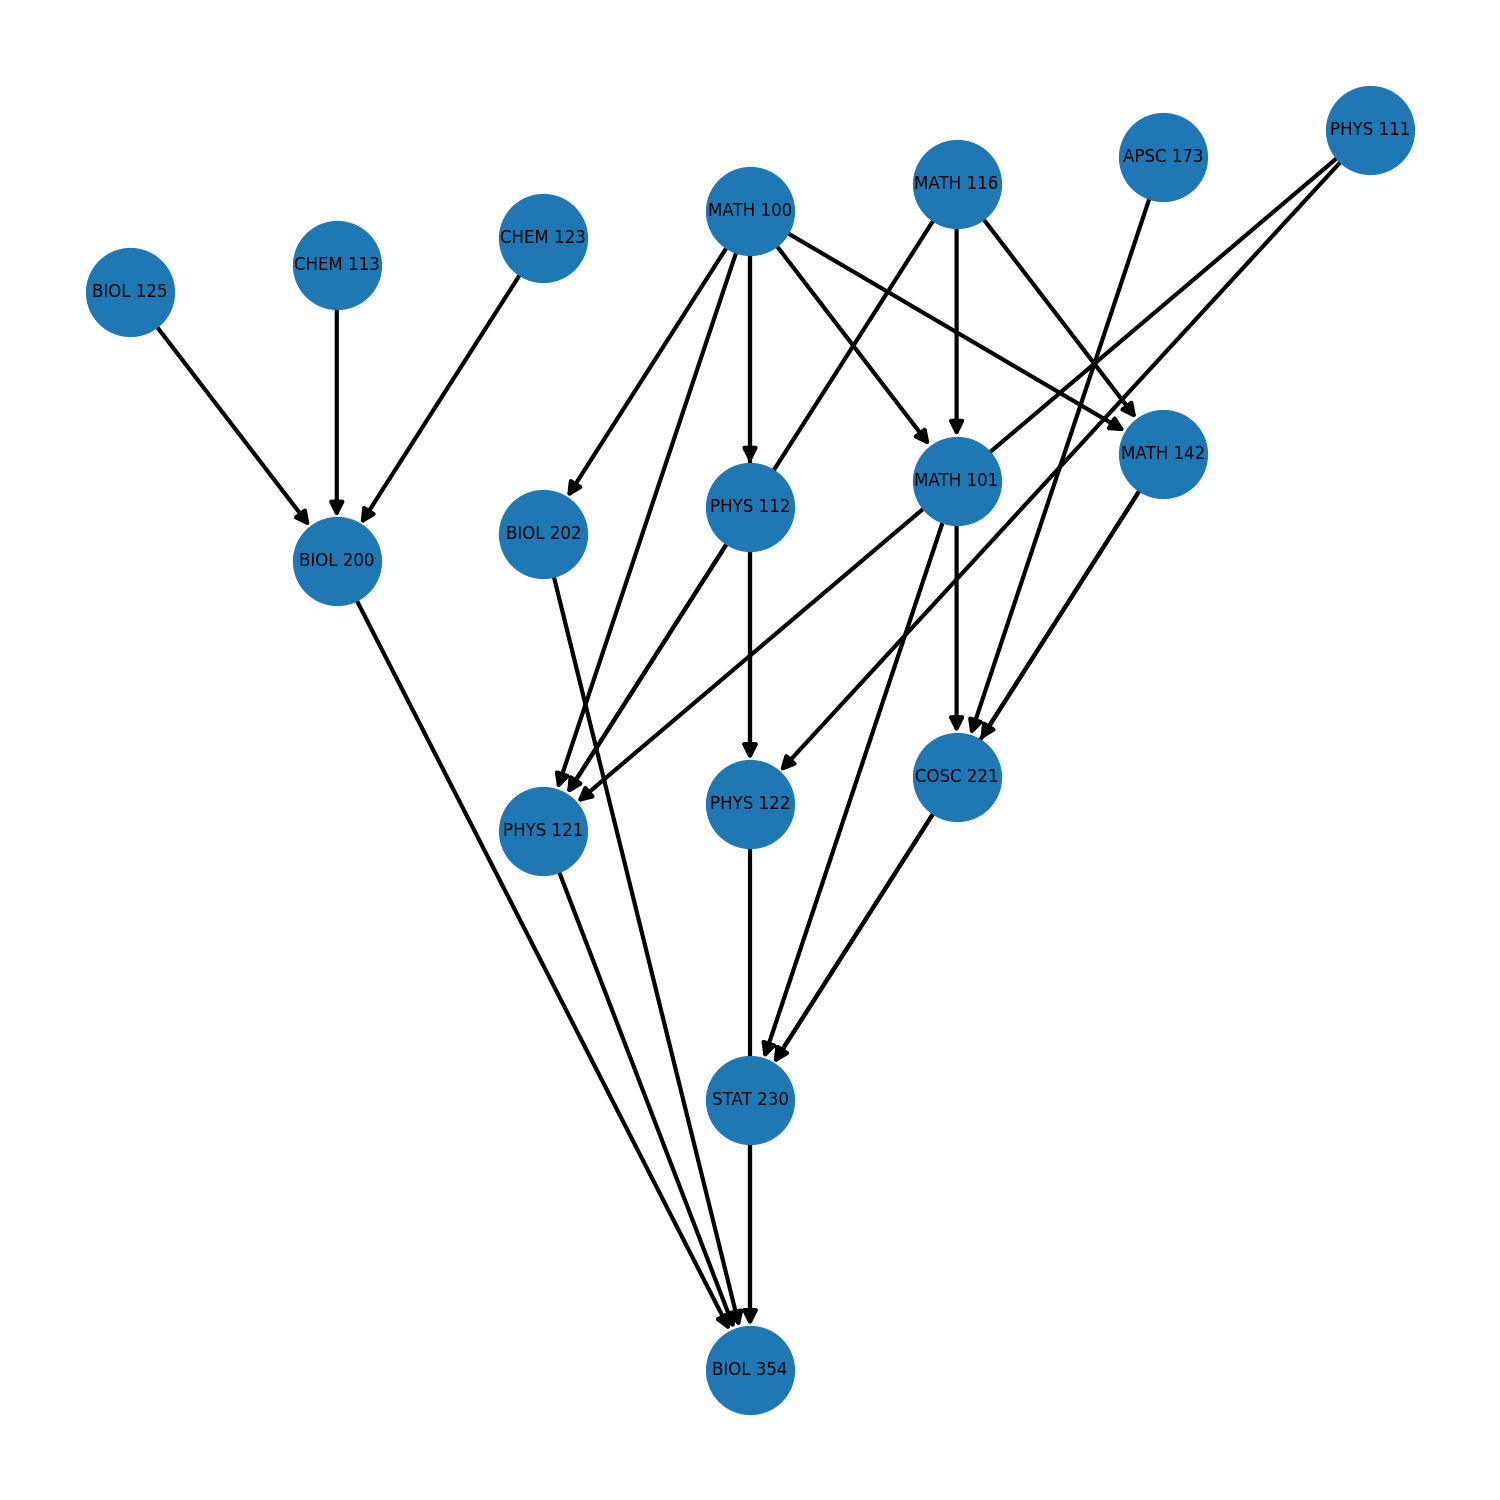 PHYS 111
APSC 173
MATH 116
MATH 100
CHEM 123
CHEM 113
BIOL 125
MATH 142
MATH 101
PHYS 112
BIOL 202
BIOL 200
COSC 221
PHYS 122
PHYS 121
STAT 230
BIOL 354